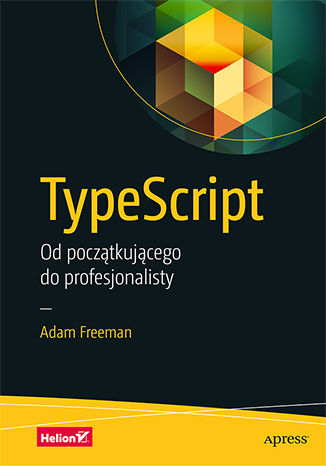 TypeScript
Od początkującego
do profesjonalisty
—
Adam Freeman
Helion
Apress®